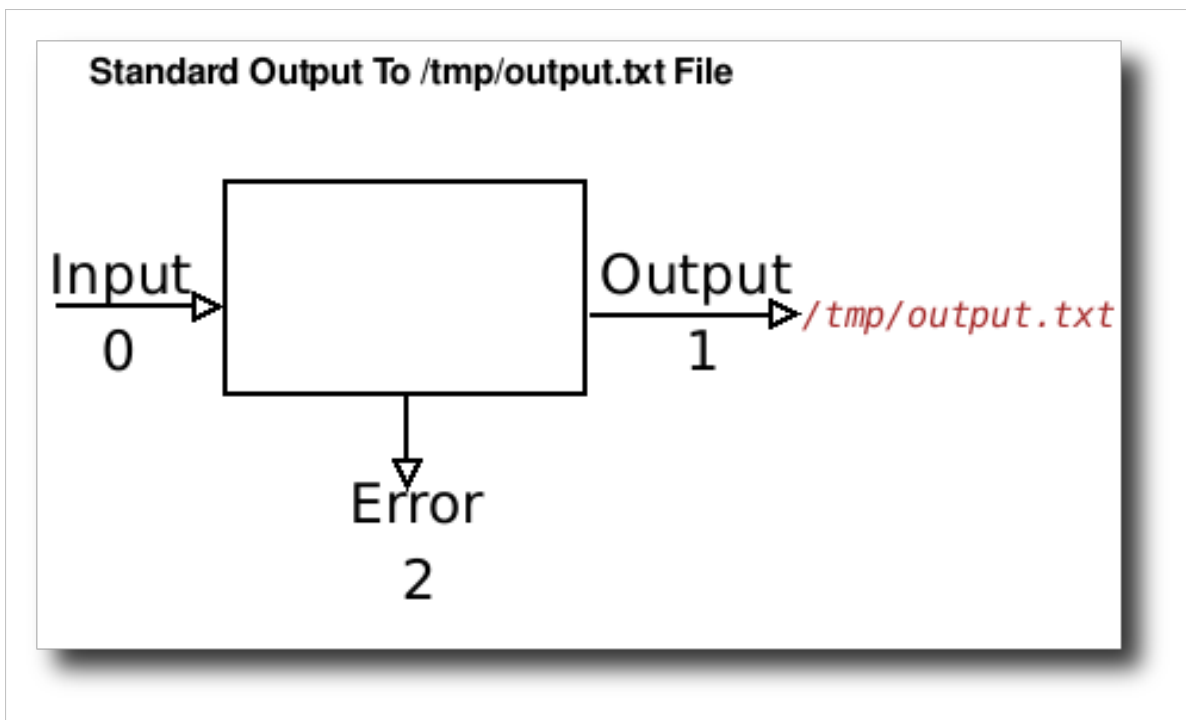 Standard Output To /tmp/output.txt File
Input
0
Output
1
/tmp/output.txt
Error
2